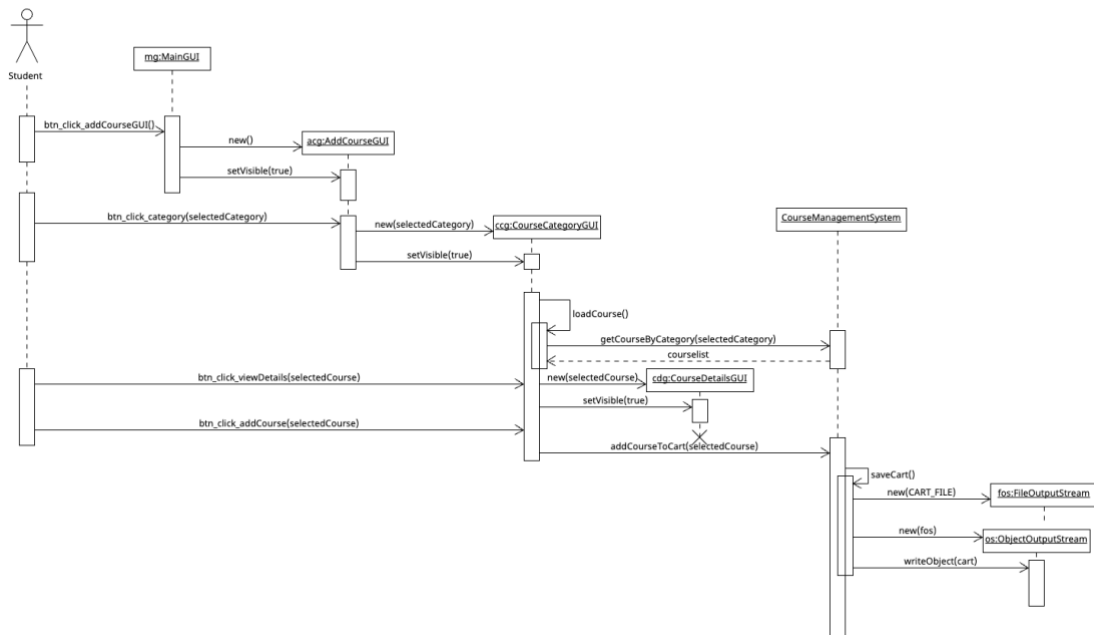 mg:MainGUI
Student
btn_click_addCourseGUI()
new()
acg:AddCourseGUI
setVisible(true)
btn_click_category(selectedCategory)
new(selectedCategory)
ccg:CourseCategoryGUI
CourseManagementSystem
setVisible(true)
loadCourse()
getCourseByCategory(selectedCategory)
courselist
btn_click_viewDetails(selectedCourse)
new(selectedCourse)
cdg:CourseDetailsGUI
setVisible(true)
btn_click_addCourse(selectedCourse)
addCourseToCart(selectedCourse)
saveCart()
new(CART_FILE)
fos:FileOutputStream
new(fos)
os:ObjectOutputStream
writeObject(cart)